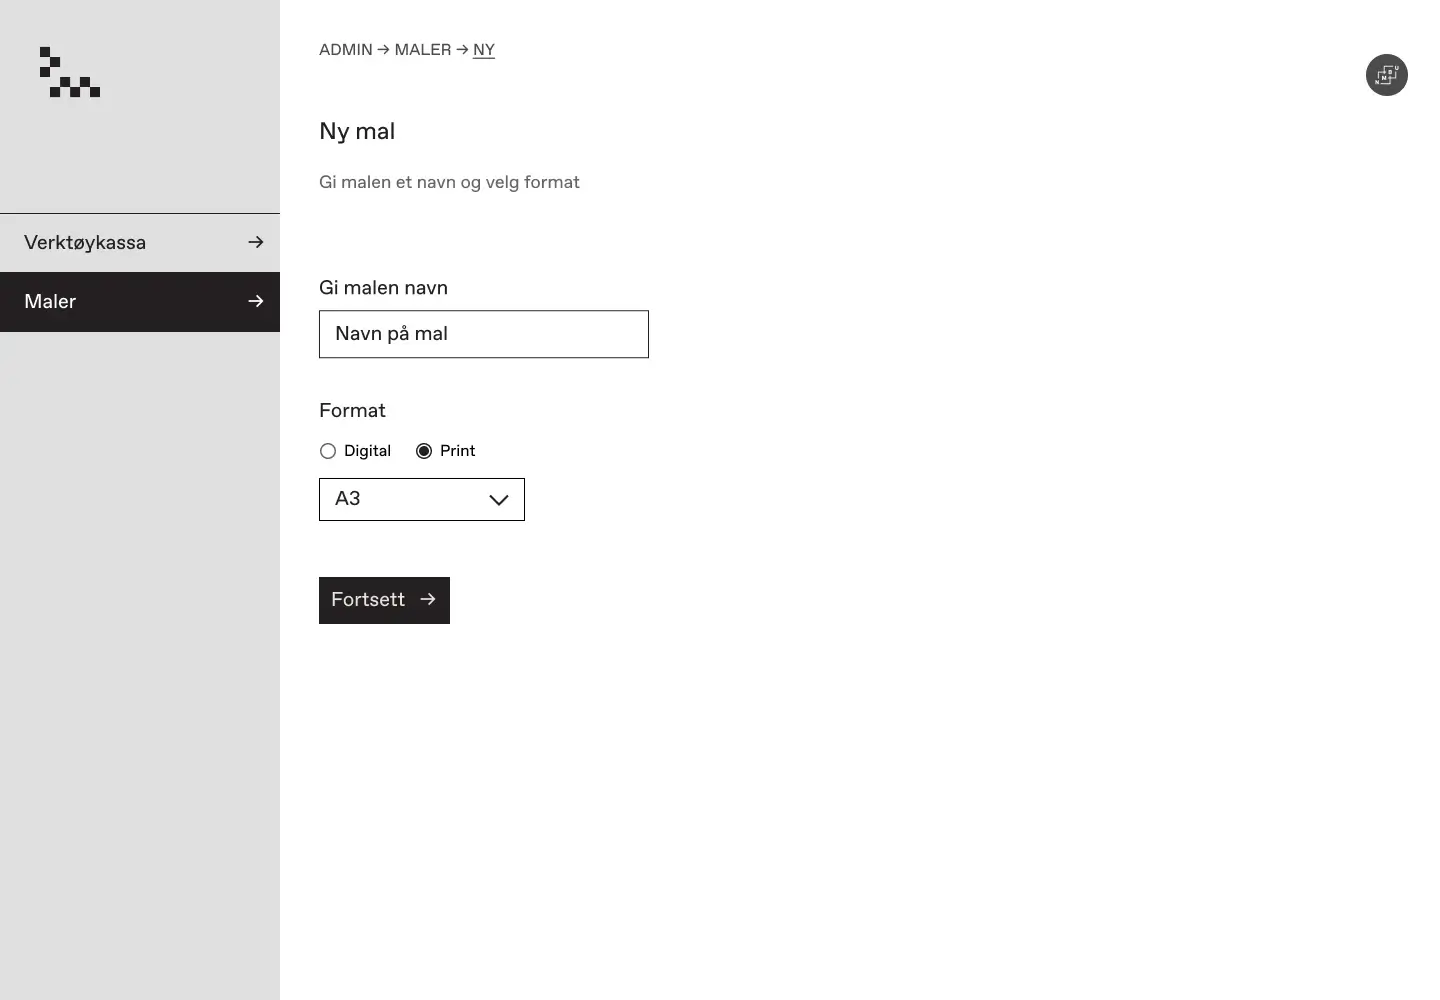 ADMIN → MALER → NY
N M B U
Ny mal
Gi malen et navn og velg format
Verktøykassa →
Maler →
Gi malen navn
Navn på mal
Format
Digital Print
A3
Fortsett →